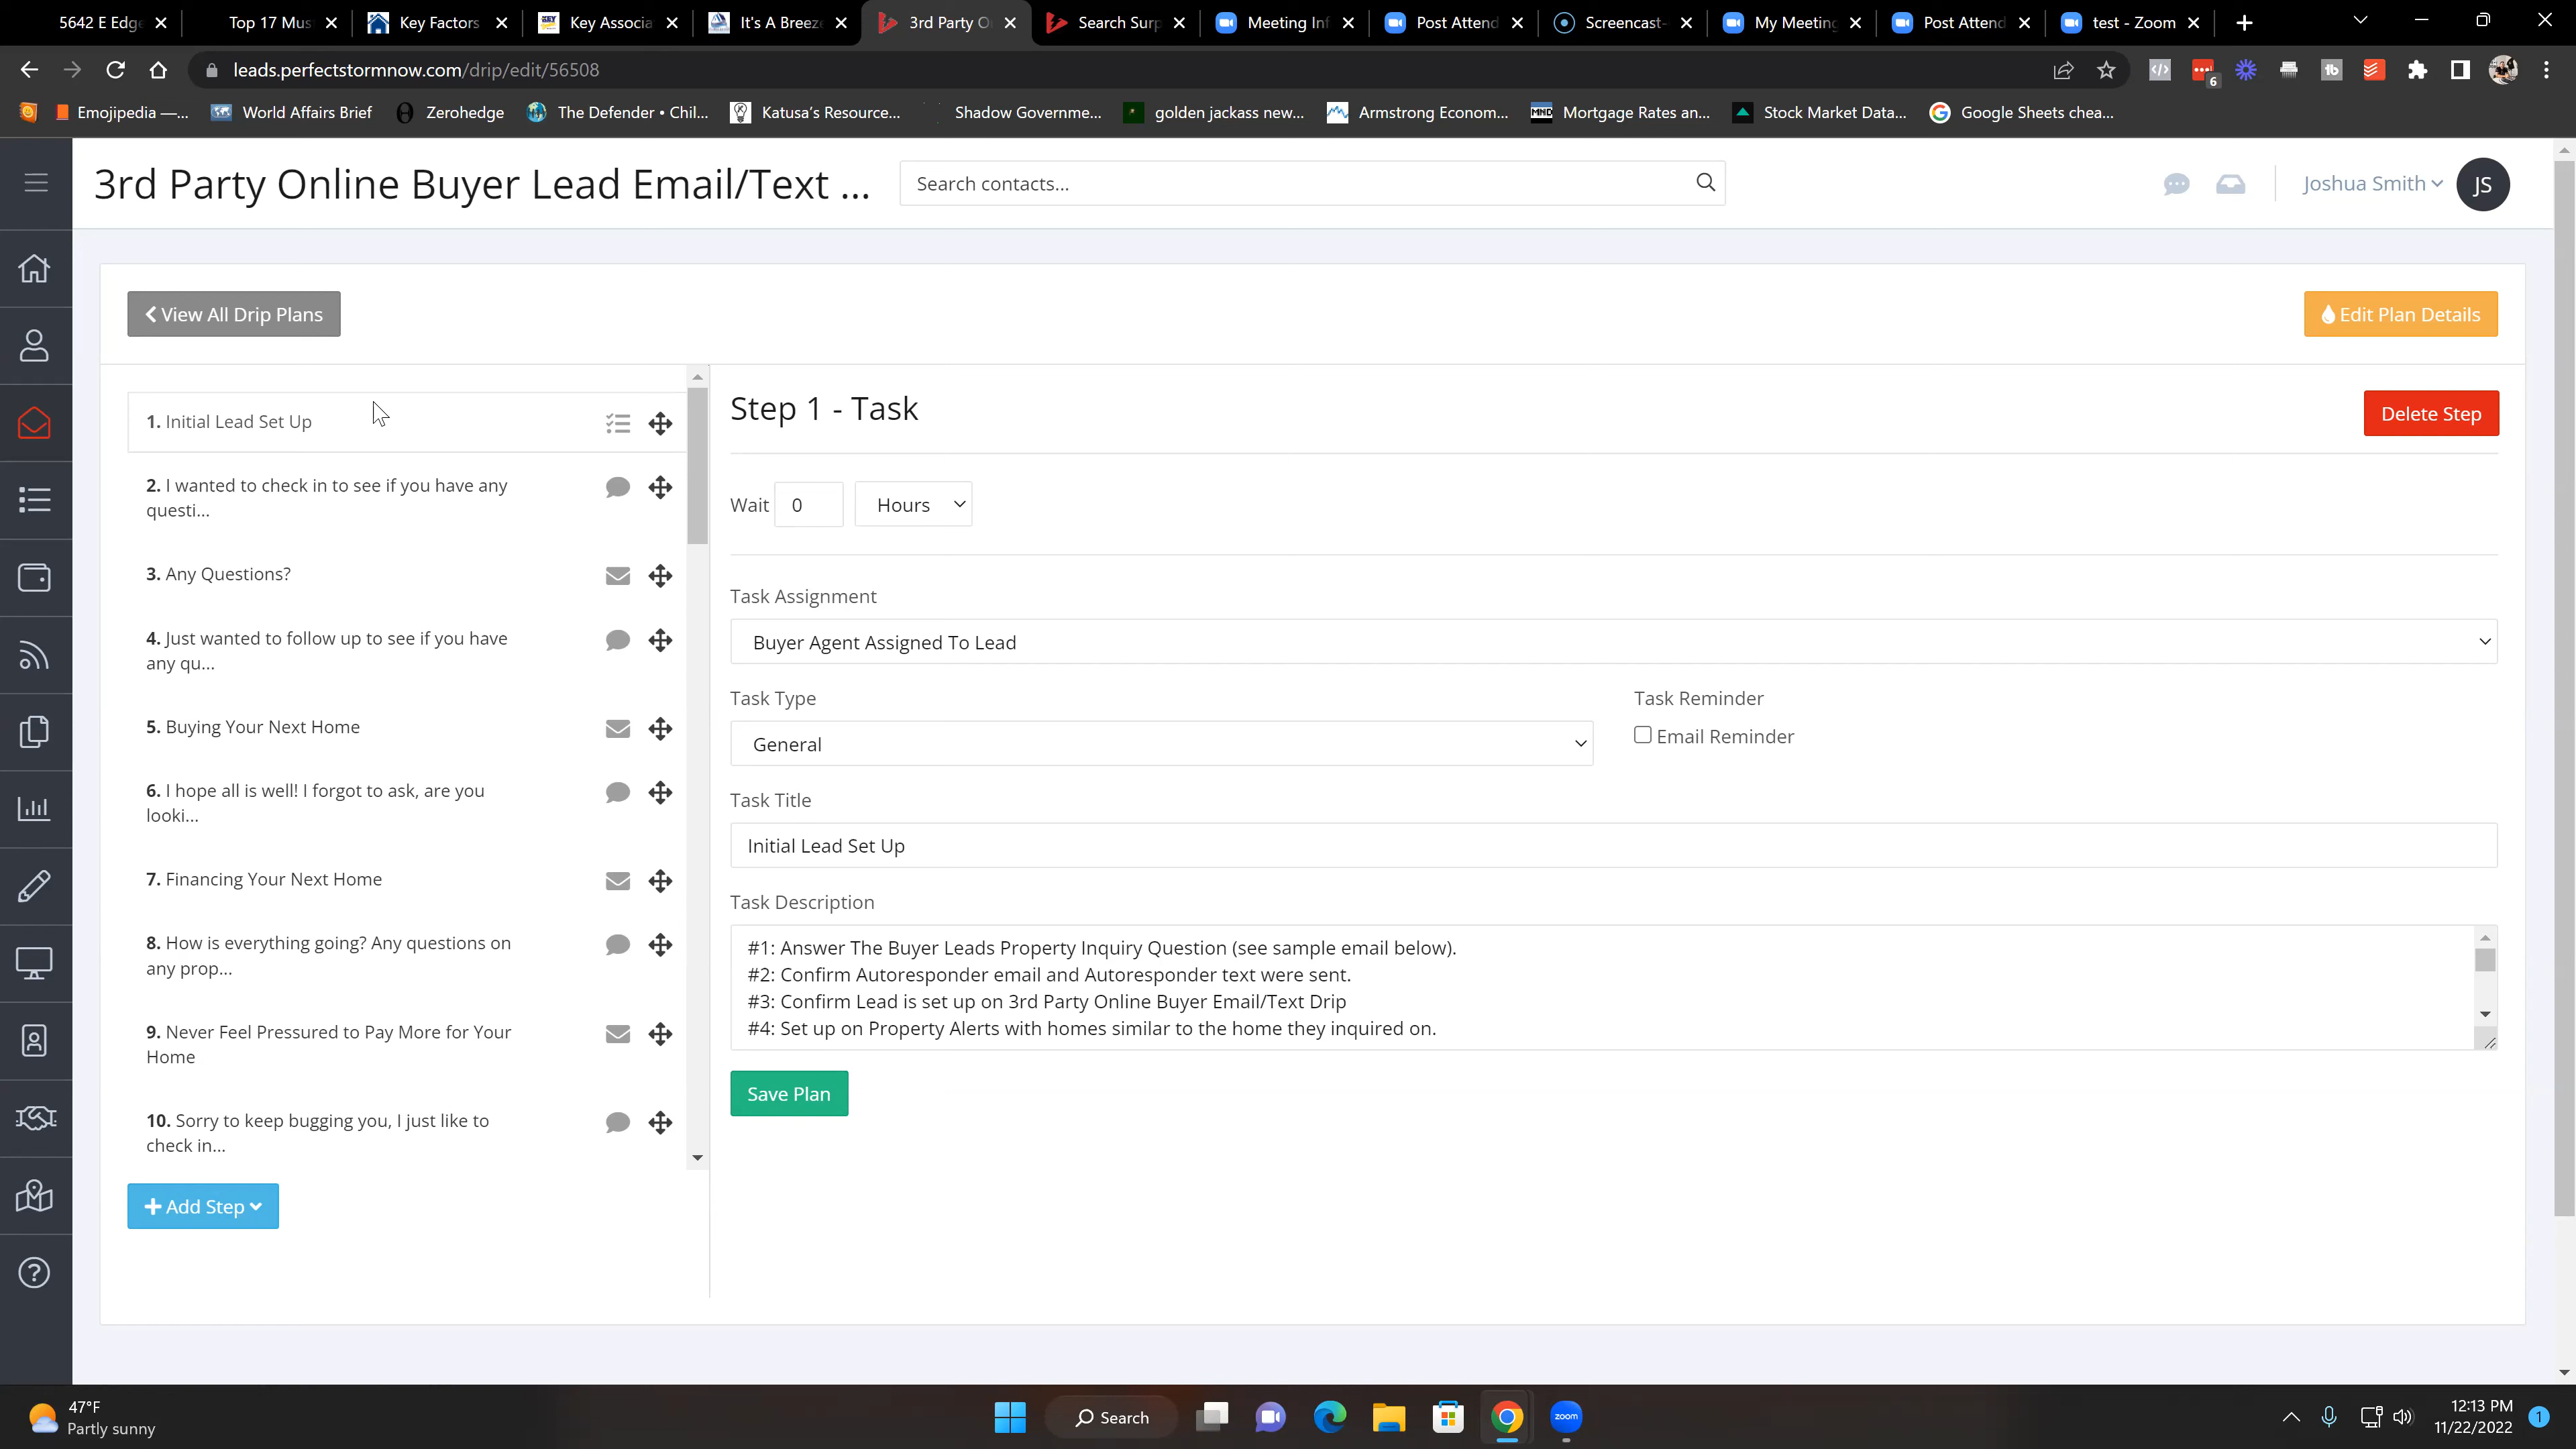 5642 E Edge
Top 17 Mus
Key Factors
Key Associa
It's A Breeze
3rd Party O
Search Surp
Meeting Inf
Post Attend
Screencast-
My Meeting
Post Attend
test - Zoom
leads.perfectstormnow.com/drip/edit/56508
6
Emojipedia —...
World Affairs Brief
Zerohedge
The Defender • Chil...
Katusa's Resource...
Shadow Governme...
golden jackass new...
Armstrong Econom...
MND
Mortgage Rates an...
Stock Market Data...
Google Sheets chea...
3rd Party Online Buyer Lead Email/Text ...
Search contacts...
Joshua Smith
JS
View All Drip Plans
Edit Plan Details
1. Initial Lead Set Up
2. I wanted to check in to see if you have any
questi...
3. Any Questions?
4. Just wanted to follow up to see if you have
any qu...
5. Buying Your Next Home
6. I hope all is well! I forgot to ask, are you
looki...
7. Financing Your Next Home
8. How is everything going? Any questions on
any prop...
9. Never Feel Pressured to Pay More for Your
Home
10. Sorry to keep bugging you, I just like to
check in...
Add Step
Step 1 - Task
Delete Step
Wait 0 Hours
Task Assignment
Buyer Agent Assigned To Lead
Task Type
Task Reminder
General
Email Reminder
Task Title
Initial Lead Set Up
Task Description
#1: Answer The Buyer Leads Property Inquiry Question (see sample email below).
#2: Confirm Autoresponder email and Autoresponder text were sent.
#3: Confirm Lead is set up on 3rd Party Online Buyer Email/Text Drip
#4: Set up on Property Alerts with homes similar to the home they inquired on.
Save Plan
47°F
Partly sunny
Search
zoom
12:13 PM
11/22/2022
1